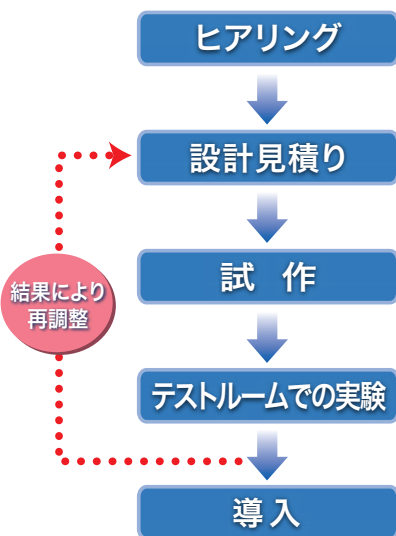 ヒアリング
設計見積り
試 作
結果により
再調整
テストルームでの実験
導 入